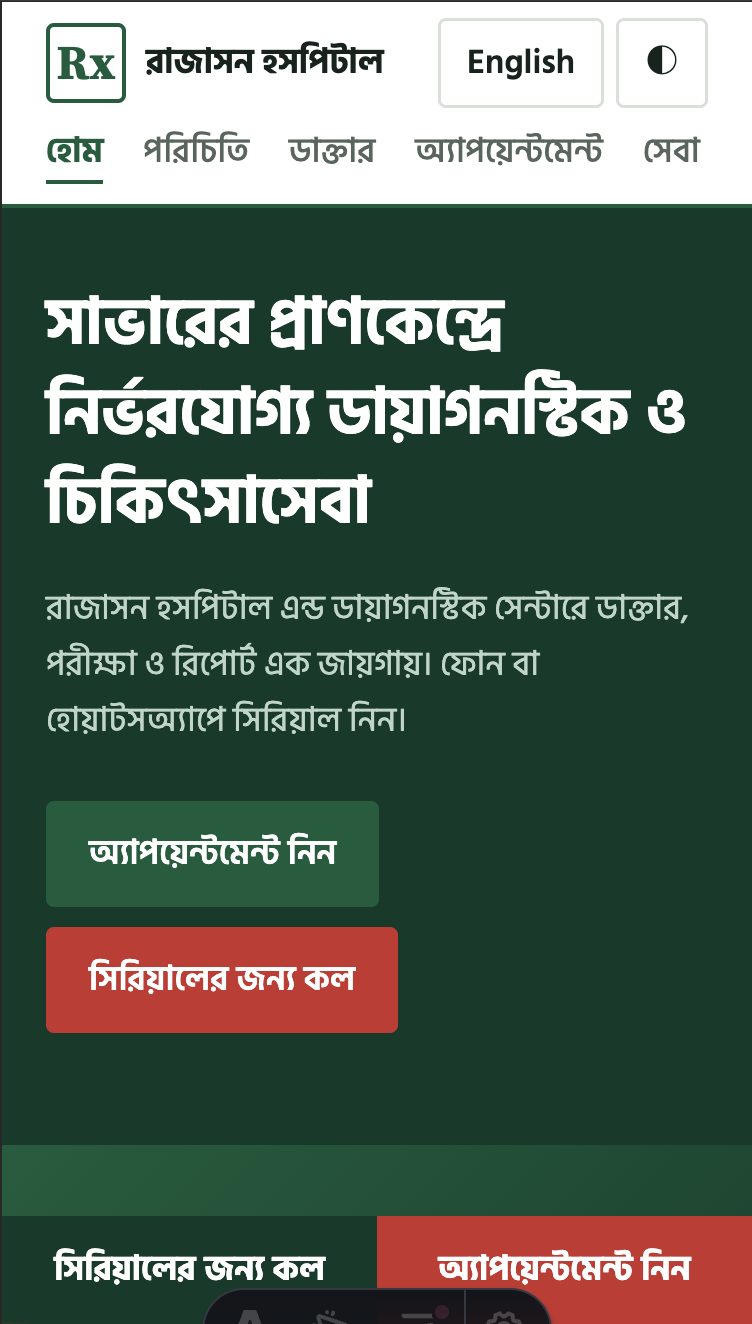 Rx রাজাসন হসপিটাল English
হোম পরিচিতি ডাক্তার অ্যাপয়েন্টমেন্ট সেবা
সাভারের প্রাণকেন্দ্রে
নির্ভরযোগ্য ডায়াগনস্টিক ও
চিকিৎসাসেবা
রাজাসন হসপিটাল এন্ড ডায়াগনস্টিক সেন্টারে ডাক্তার,
পরীক্ষা ও রিপোর্ট এক জায়গায়। ফোন বা
হোয়াটসঅ্যাপে সিরিয়াল নিন।
অ্যাপয়েন্টমেন্ট নিন
সিরিয়ালের জন্য কল
সিরিয়ালের জন্য কল অ্যাপয়েন্টমেন্ট নিন